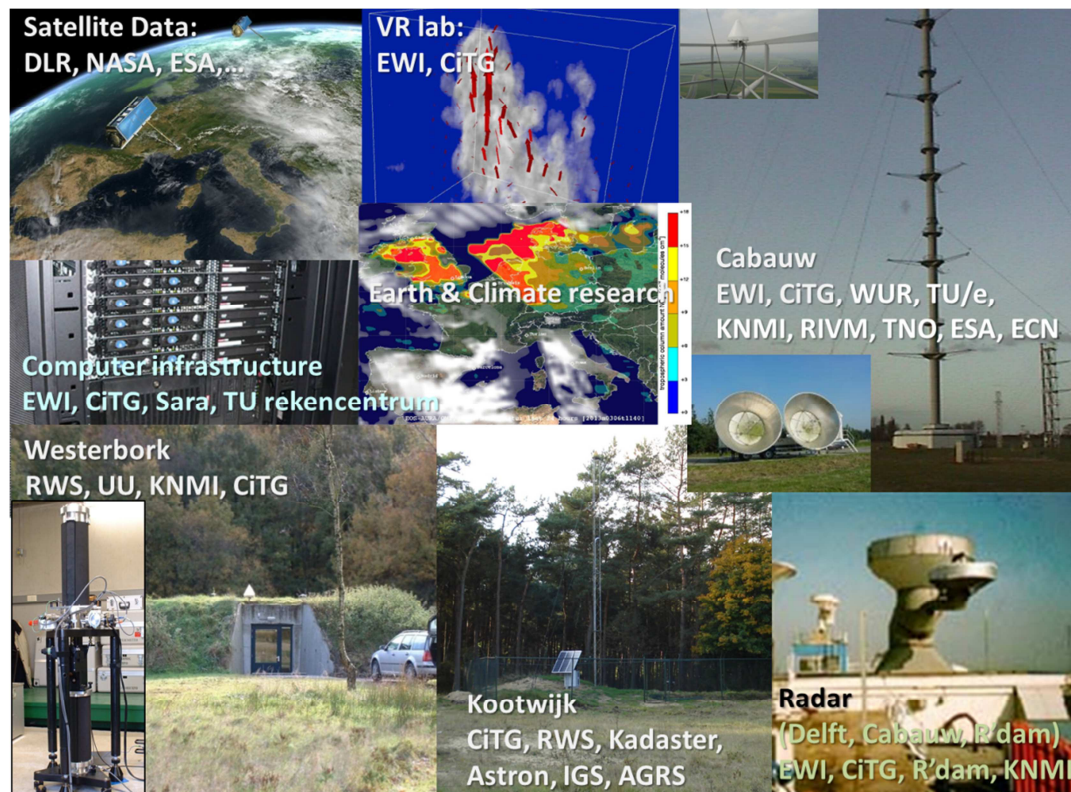 Satellite Data:
DLR, NASA, ESA,...
VR lab:
EWI, CiTG
Earth & Climate research
Cabauw
EWI, CiTG, WUR, TU/e,
KNMI, RIVM, TNO, ESA, ECN
Computer infrastructure
EWI, CiTG, Sara, TU rekencentrum
Westerbork
RWS, UU, KNMI, CiTG
Kootwijk
CiTG, RWS, Kadaster,
Astron, IGS, AGRS
Radar
(Delft, Cabauw, R'dam)
EWI, CiTG, R'dam, KNMI